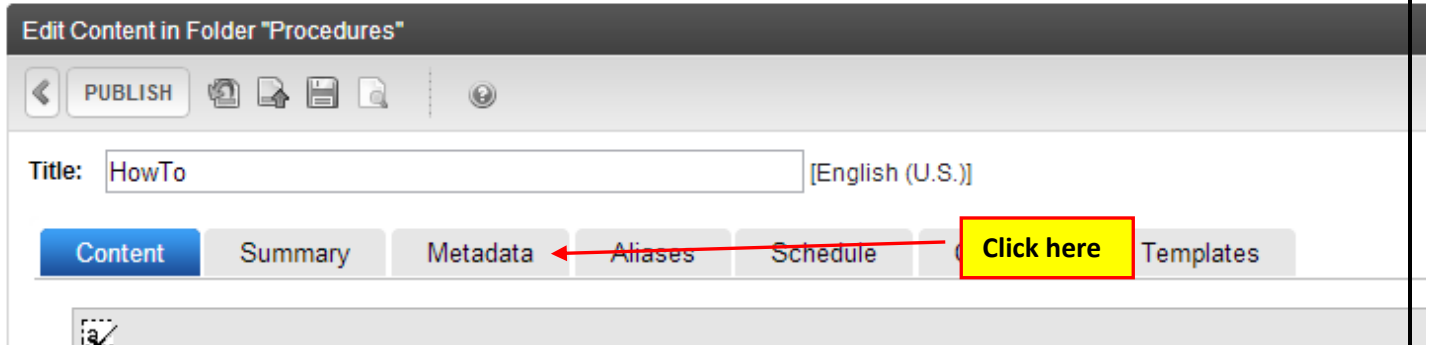 Edit Content in Folder "Procedures"
PUBLISH
Title: HowTo [English (U.S.)]
Content Summary Metadata Aliases Schedule Click here Templates
a